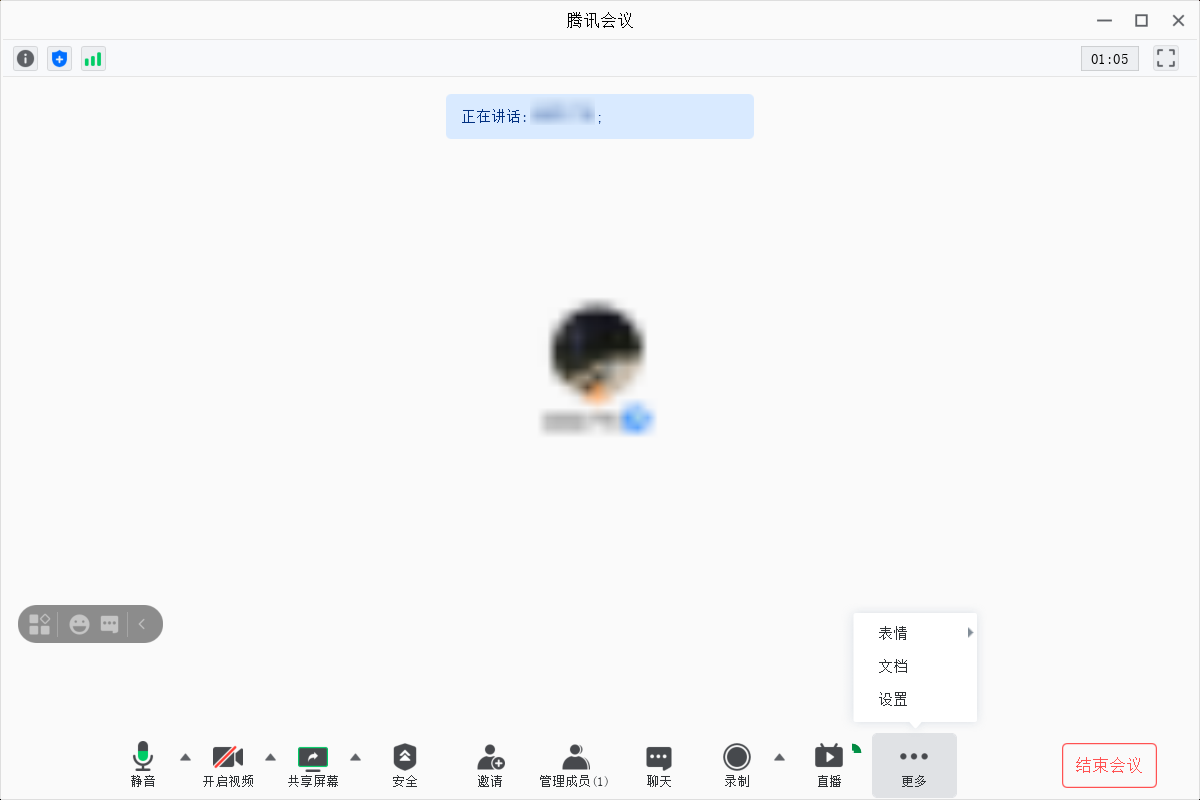 腾讯会议
01:05
正在讲话: ;
表情
文档
设置
静音
开启视频
共享屏幕
安全
邀请
管理成员(1)
聊天
录制
直播
更多
结束会议